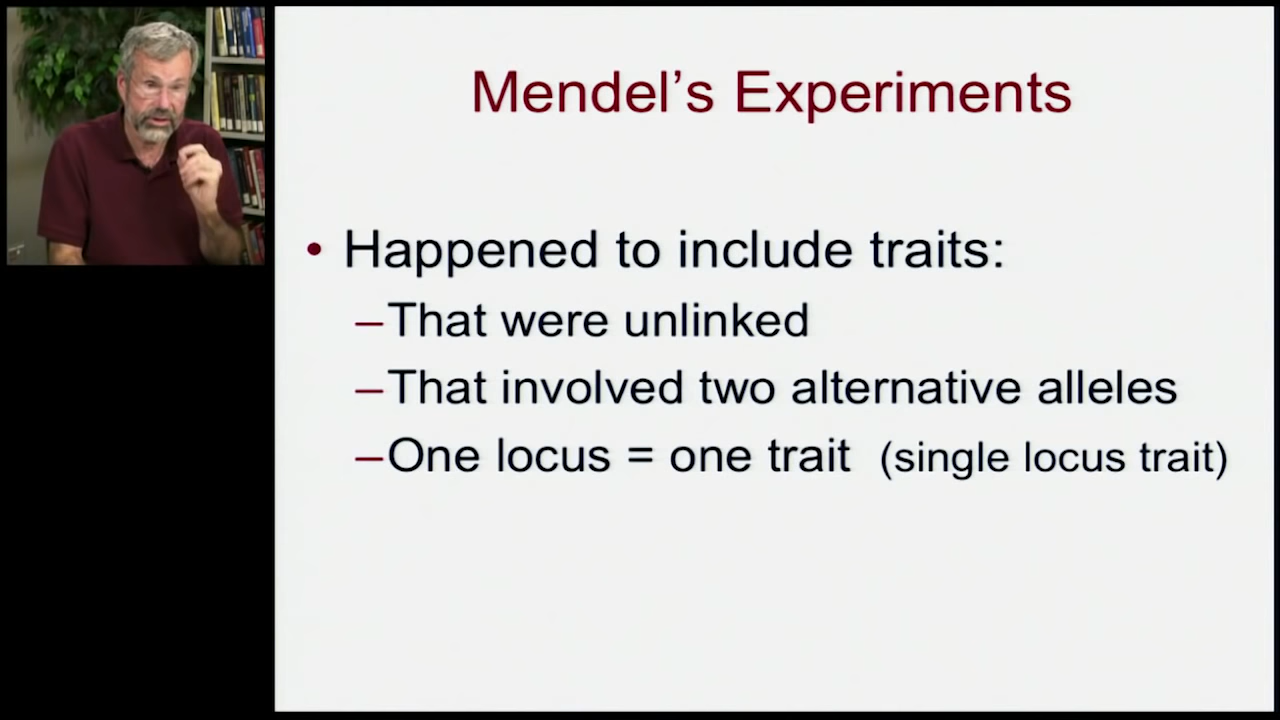 Mendel’s Experiments
• Happened to include traits:
–That were unlinked
–That involved two alternative alleles
–One locus = one trait (single locus trait)